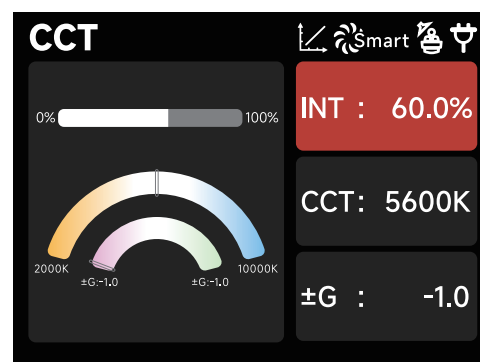 CCT
Smart
0% 100%
2000K 10000K
±G:-1.0 ±G:-1.0
INT : 60.0%
CCT: 5600K
±G : -1.0